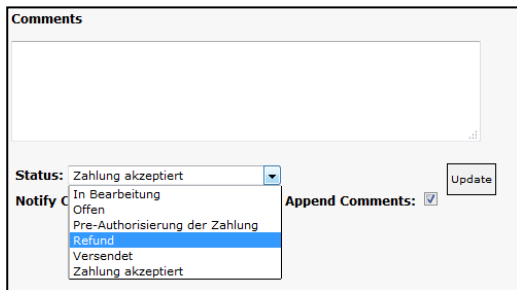 Comments
Status: Zahlung akzeptiert
Update
In Bearbeitung
Notify C
Append Comments:
Offen
Pre-Authorisierung der Zahlung
Refund
Versendet
Zahlung akzeptiert